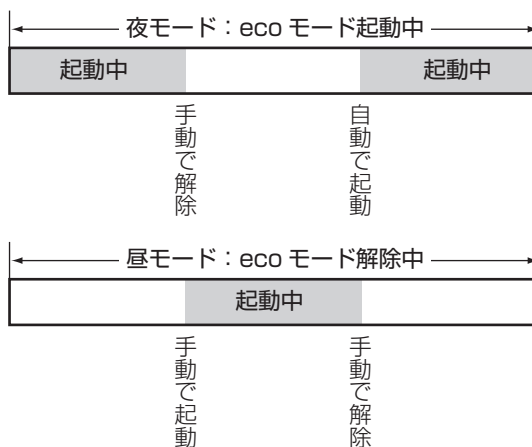 夜モード：eco モード起動中
起動中
起動中
手動で解除
自動で起動
昼モード：eco モード解除中
起動中
手動で起動
手動で解除